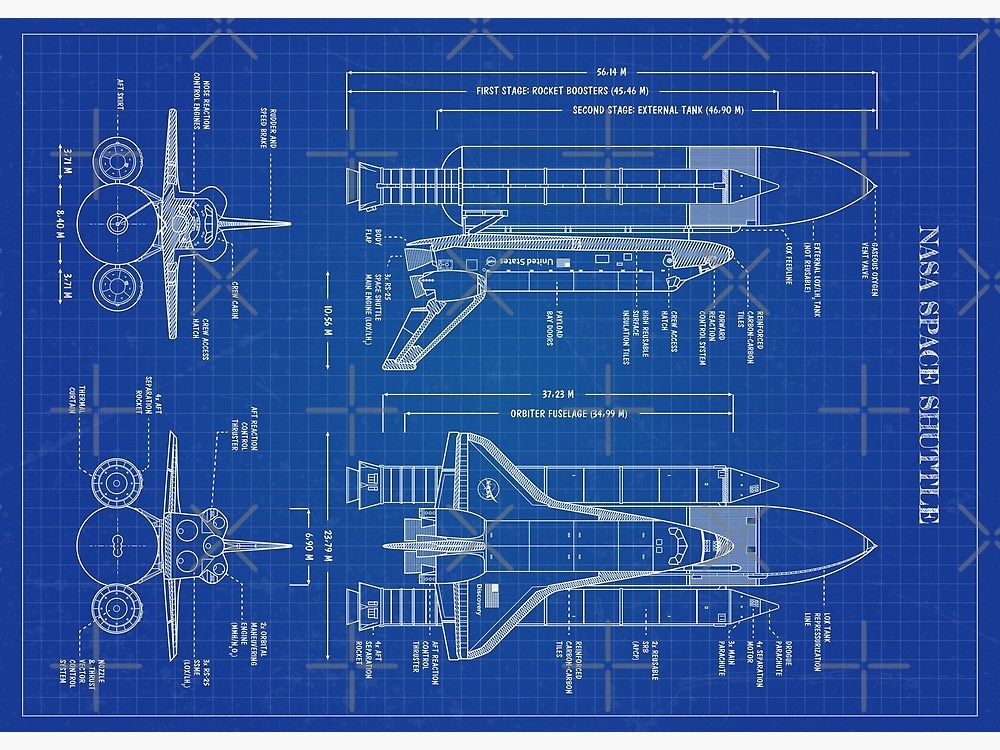 NASA SPACE SHUTTLE
56,14 M
FIRST STAGE: ROCKET BOOSTERS (45,46 M)
SECOND STAGE: EXTERNAL TANK (46,90 M)
GASEOUS OXYGEN
VENT VALVE
EXTERNAL LOX/LH₂ TANK
(NOT REUSABLE)
LOX FEEDLINE
REINFORCED
CARBON-CARBON
TILES
FORWARD
REACTION
CONTROL SYSTEM
CREW ACCESS
HATCH
HIGH REUSABLE
SURFACE
INSULATION TILES
PAYLOAD
BAY DOORS
United States
BODY
FLAP
3x RS-25
SPACE SHUTTLE
MAIN ENGINE (LOX/LH₂)
10,56 M
RUDDER AND
SPEED BRAKE
NOSE REACTION
CONTROL ENGINES
AFT SKIRT
3,71 M
8,40 M
3,71 M
CREW CABIN
CREW ACCESS
HATCH
37,23 M
ORBITER FUSELAGE (34,99 M)
NASA
Discovery
LOX TANK
REPRESSURIZATION
LINE
DROGUE
PARACHUTE
4x SEPARATION
MOTOR
3x MAIN
PARACHUTE
2x REUSABLE
SRB
(APCP)
REINFORCED
CARBON-CARBON
TILES
AFT REACTION
CONTROL
THRUSTER
4x AFT
SEPARATION
ROCKET
23,79 M
6,90 M
AFT REACTION
CONTROL
THRUSTER
4x AFT
SEPARATION
ROCKET
THERMAL
CURTAIN
2x ORBITAL
MANEUVERING
ENGINE
(MMH/N₂O₄)
3x RS-25
SSME
(LOX/LH₂)
NOZZLE
& THRUST
VECTOR
CONTROL
SYSTEM